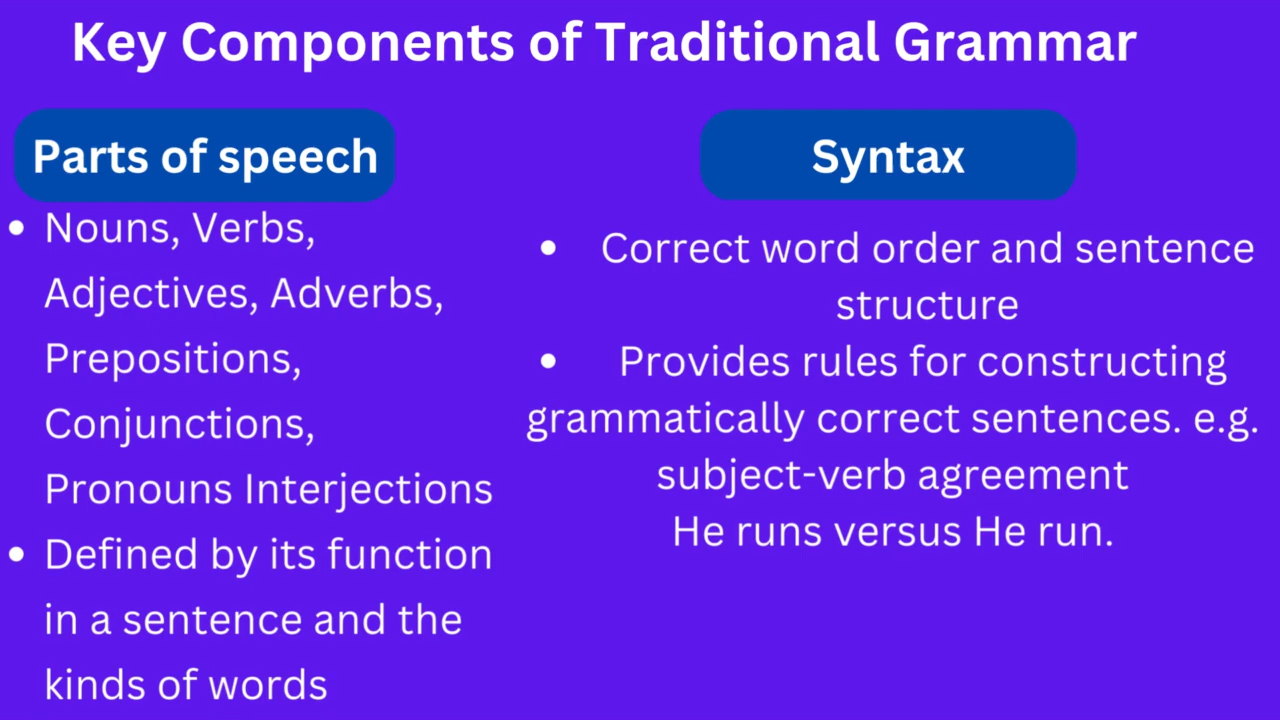 Key Components of Traditional Grammar
Parts of speech
• Nouns, Verbs,
Adjectives, Adverbs,
Prepositions,
Conjunctions,
Pronouns Interjections
• Defined by its function
in a sentence and the
kinds of words
Syntax
• Correct word order and sentence
structure
• Provides rules for constructing
grammatically correct sentences. e.g.
subject-verb agreement
He runs versus He run.